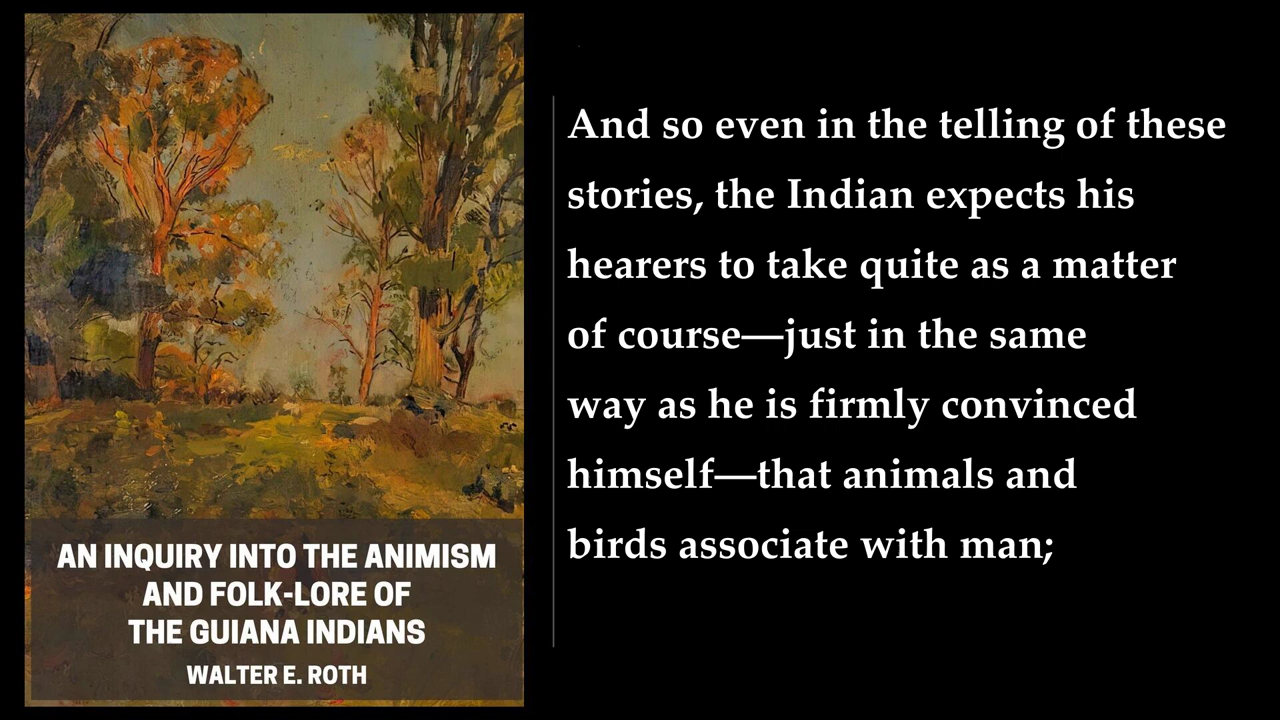 And so even in the telling of these
stories, the Indian expects his
hearers to take quite as a matter
of course—just in the same
way as he is firmly convinced
himself—that animals and
birds associate with man;
AN INQUIRY INTO THE ANIMISM
AND FOLK-LORE OF
THE GUIANA INDIANS
WALTER E. ROTH